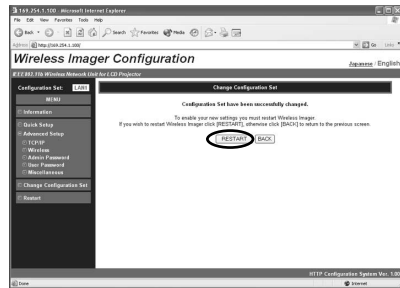 169.254.1.100 - Microsoft Internet Explorer
File Edit View Favorites Tools Help
Back Search Favorites Media
Address http://169.254.1.100/ Go Links
Wireless Imager Configuration
Japanese / English
IEEE802.11b Wireless Network Unit for LCD Projector
Configuration Set: LAN1
MENU
Information
Quick Setup
Advanced Setup
TCP/IP
Wireless
Admin Password
User Password
Miscellaneous
Change Configuration Set
Restart
Change Configuration Set
Configuration Set have been successfully changed.
To enable your new settings you must restart Wireless Imager.
If you wish to restart Wireless Imager click [RESTART], otherwise click [BACK] to return to the previous screen.
RESTART BACK
HTTP Configuration System Ver. 1.00
Done Internet